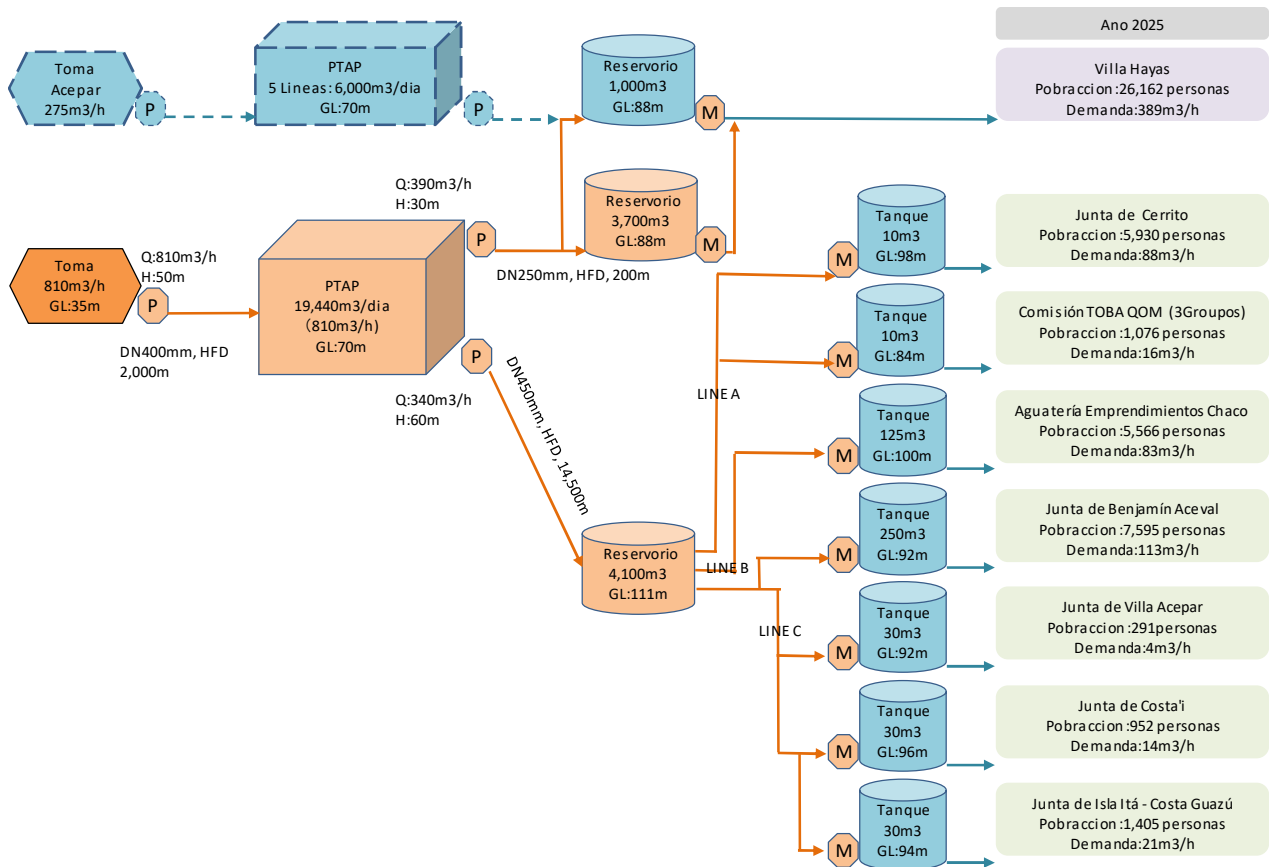 Ano 2025
Toma
Acepar
275m3/h
P
PTAP
5 Lineas: 6,000m3/dia
GL:70m
P
Reservorio
1,000m3
GL:88m
M
Villa Hayas
Pobraccion:26,162 personas
Demanda:389m3/h
Toma
810m3/h
GL:35m
Q:810m3/h
H:50m
P
DN400mm, HFD
2,000m
PTAP
19,440m3/dia
(810m3/h)
GL:70m
Q:390m3/h
H:30m
P
DN250mm, HFD, 200m
Reservorio
3,700m3
GL:88m
M
P
Q:340m3/h
H:60m
DN450mm, HFD, 14,500m
Reservorio
4,100m3
GL:111m
LINE A
LINE B
LINE C
M
Tanque
10m3
GL:98m
Junta de Cerrito
Pobraccion:5,930 personas
Demanda:88m3/h
M
Tanque
10m3
GL:84m
Comisión TOBA QOM (3Groupos)
Pobraccion:1,076 personas
Demanda:16m3/h
M
Tanque
125m3
GL:100m
Aguatería Emprendimientos Chaco
Pobraccion:5,566 personas
Demanda:83m3/h
M
Tanque
250m3
GL:92m
Junta de Benjamín Aceval
Pobraccion:7,595 personas
Demanda:113m3/h
M
Tanque
30m3
GL:92m
Junta de Villa Acepar
Pobraccion:291personas
Demanda:4m3/h
M
Tanque
30m3
GL:96m
Junta de Costa'i
Pobraccion:952 personas
Demanda:14m3/h
M
Tanque
30m3
GL:94m
Junta de Isla Itá - Costa Guazú
Pobraccion:1,405 personas
Demanda:21m3/h